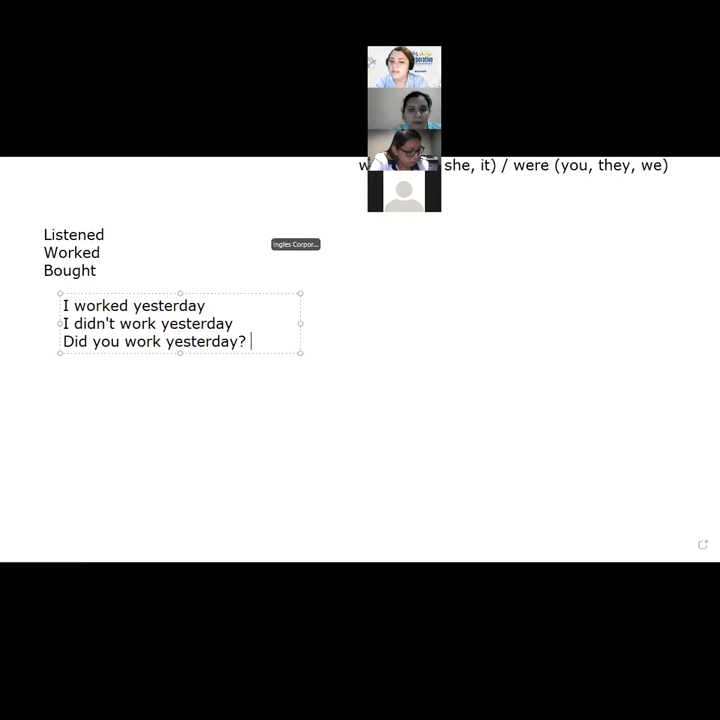 she, it) / were (you, they, we)
Listened
Worked
Bought
Ingles Corpor...
I worked yesterday
I didn't work yesterday
Did you work yesterday?